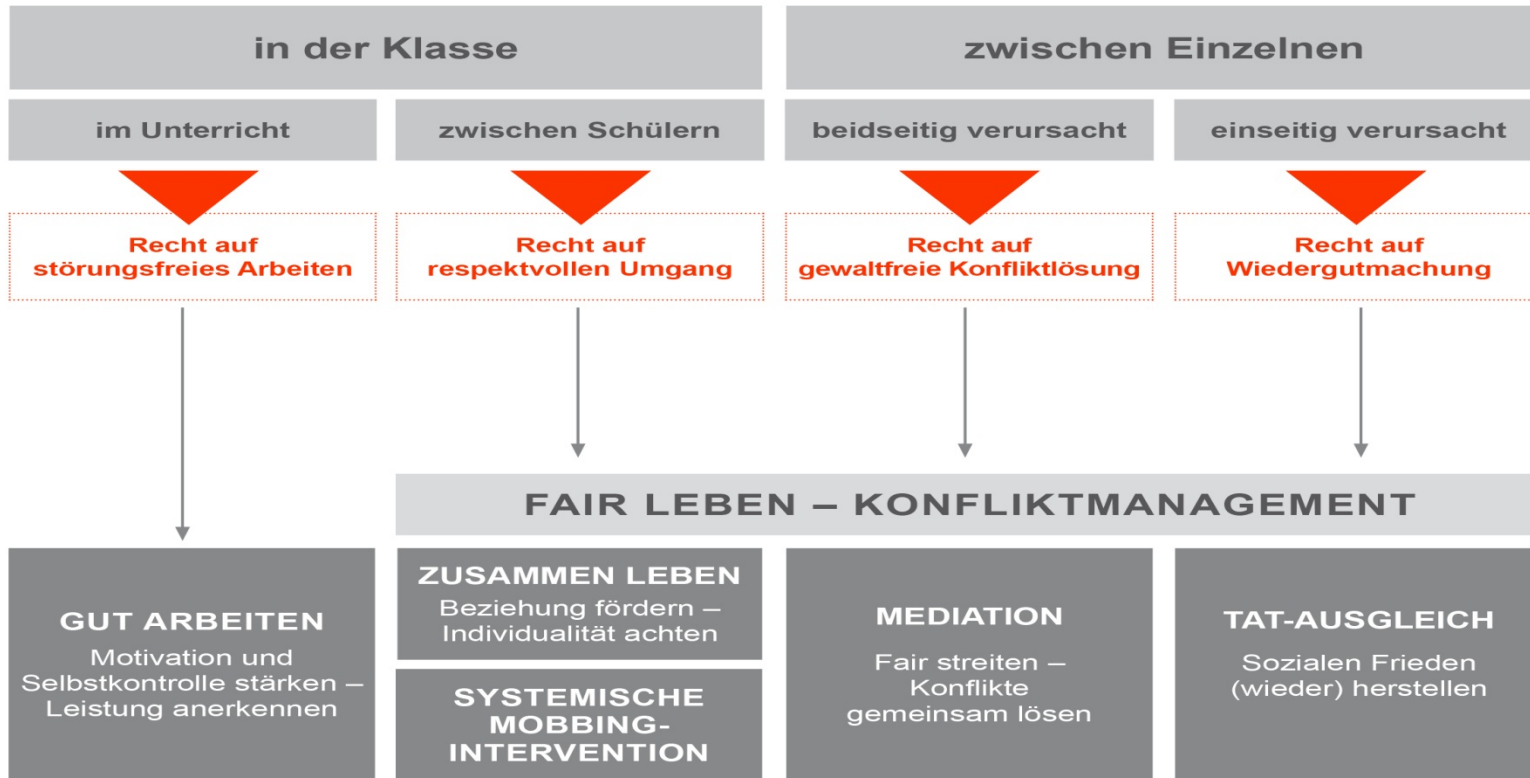 in der Klasse
zwischen Einzelnen
im Unterricht
zwischen Schülern
beidseitig verursacht
einseitig verursacht
Recht auf
störungsfreies Arbeiten
Recht auf
respektvollen Umgang
Recht auf
gewaltfreie Konfliktlösung
Recht auf
Wiedergutmachung
FAIR LEBEN – KONFLIKTMANAGEMENT
GUT ARBEITEN
Motivation und
Selbstkontrolle stärken –
Leistung anerkennen
ZUSAMMEN LEBEN
Beziehung fördern –
Individualität achten
SYSTEMISCHE
MOBBING-
INTERVENTION
MEDIATION
Fair streiten –
Konflikte
gemeinsam lösen
TAT-AUSGLEICH
Sozialen Frieden
(wieder) herstellen